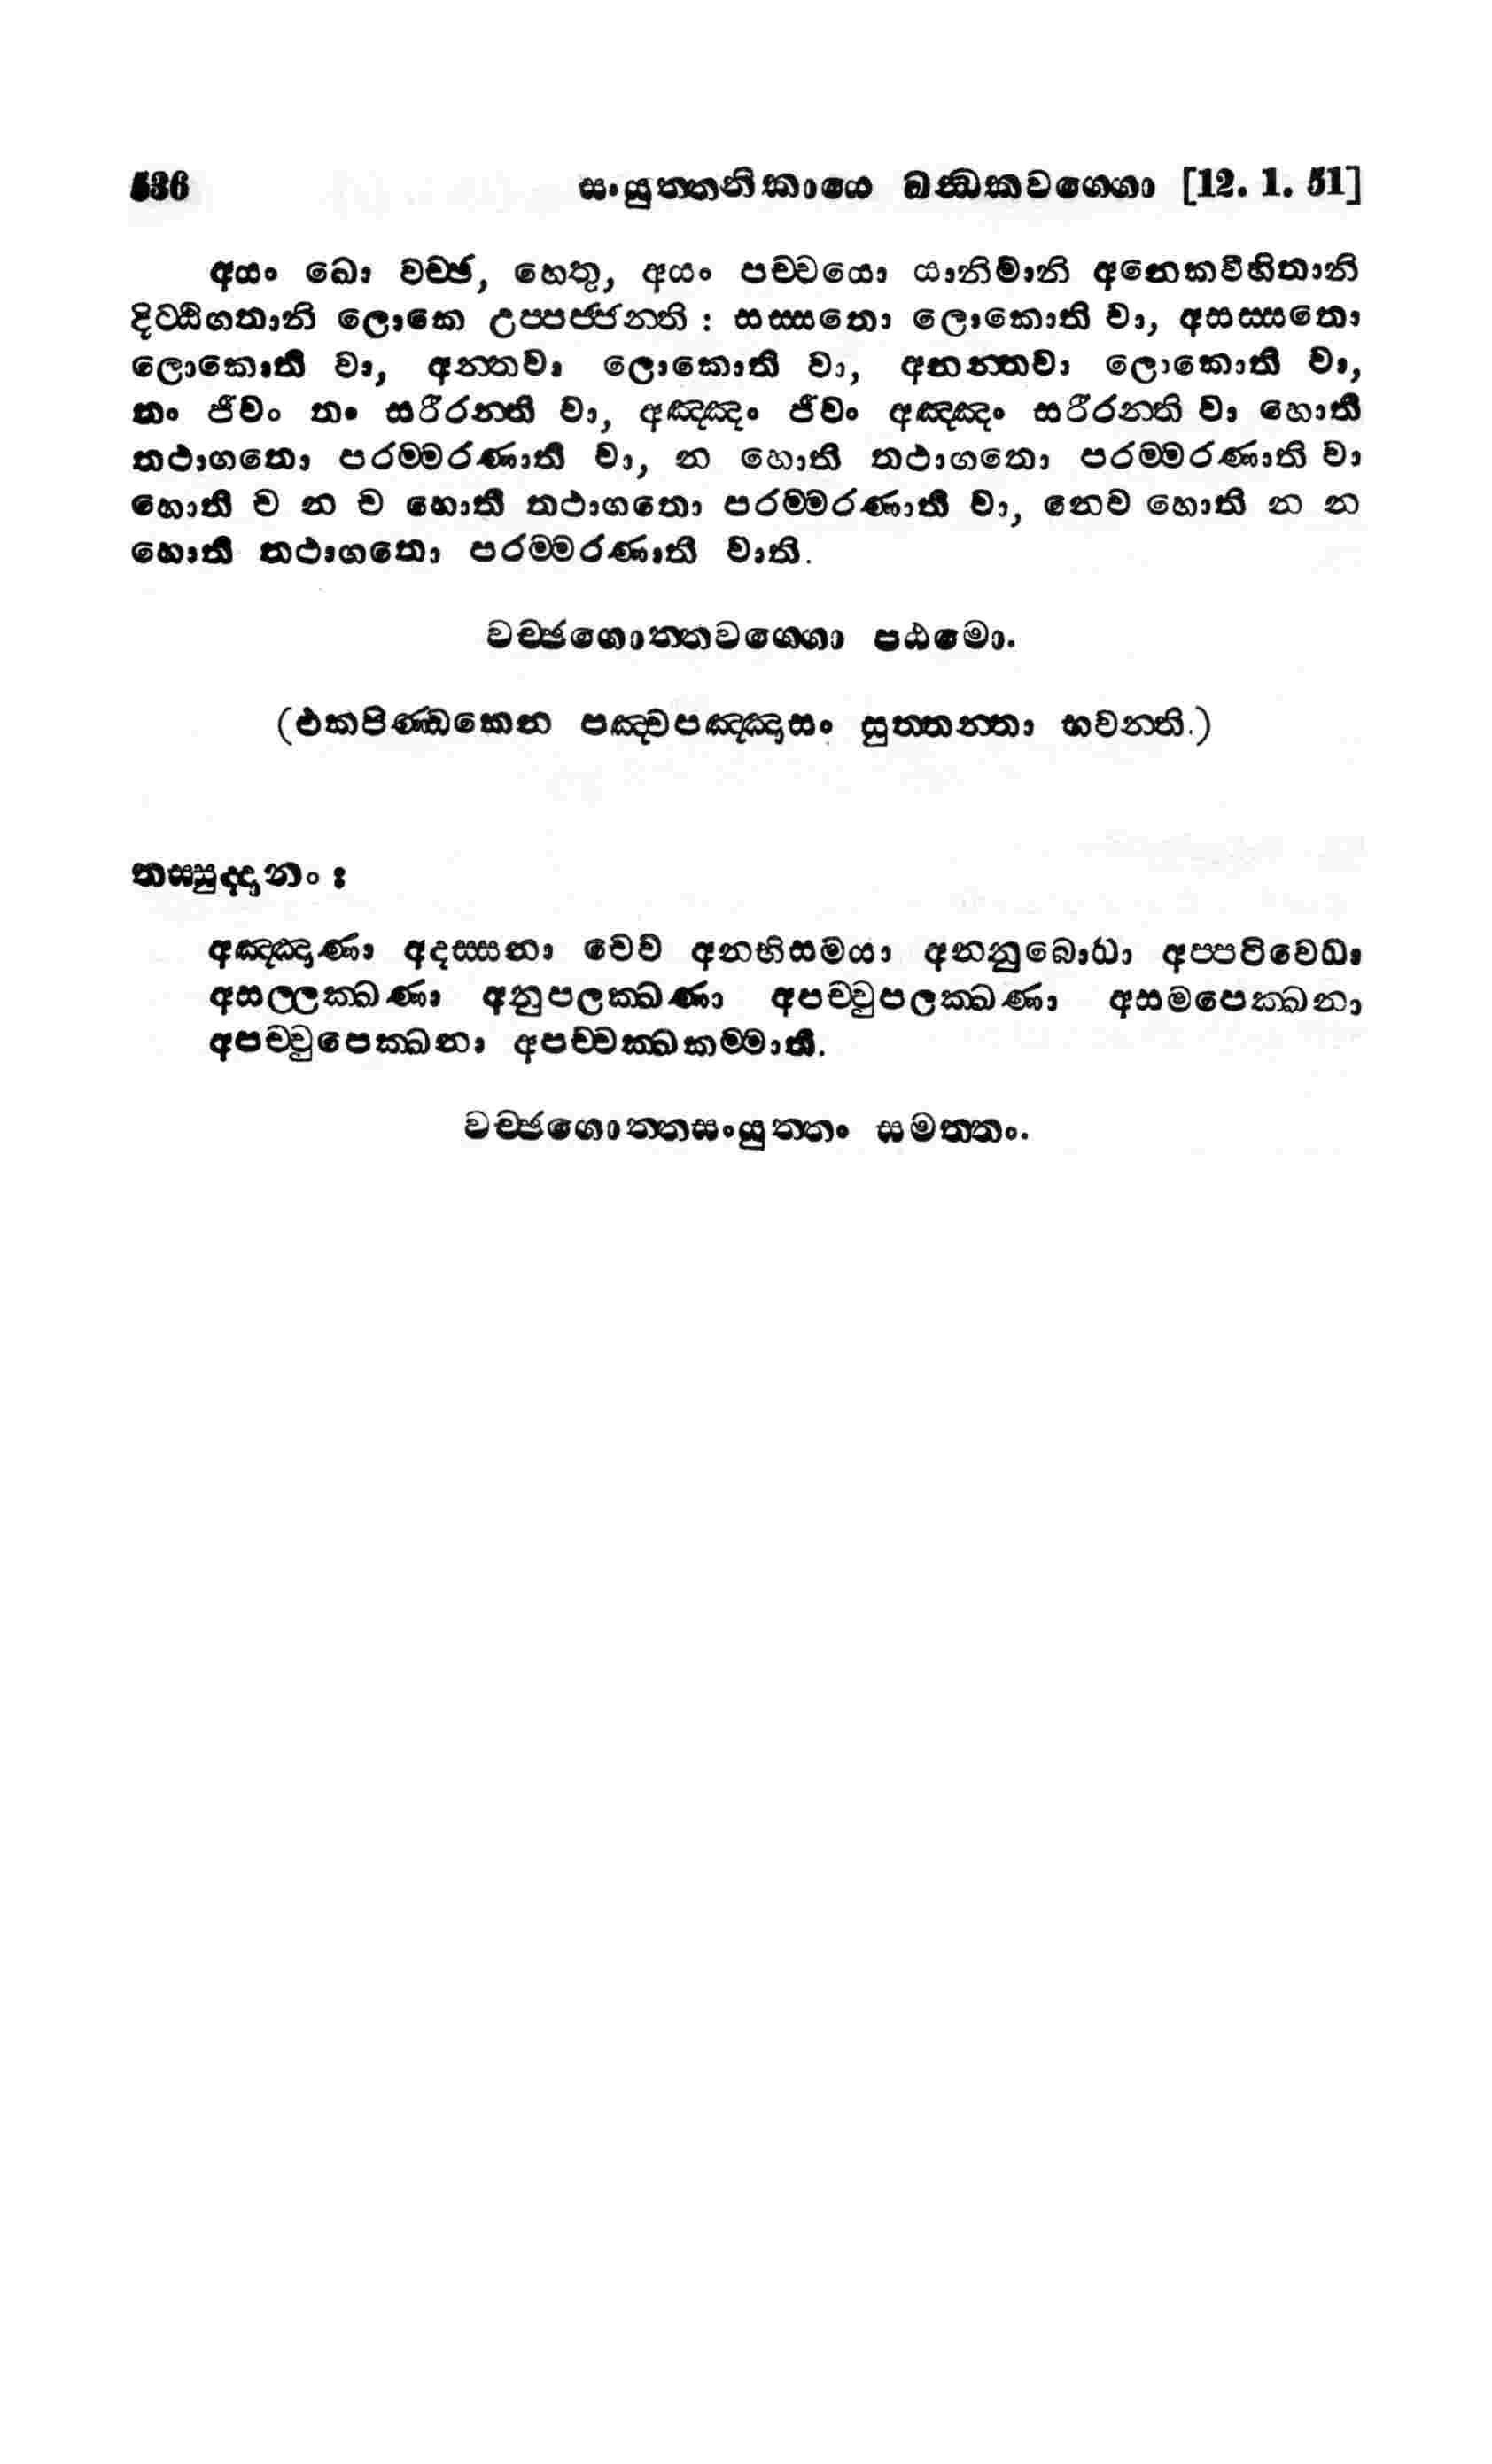 536 සංයුත්තනිකායෙ ඛන්ධකවග්ගො [12. 1. 51]
අයං ඛො වච්ඡ, හෙතු, අයං පච්චයො යානිමානි අනෙකවිහිතානි
දිට්ඨිගතානි ලොකෙ උප්පජ්ජන්ති : සස්සතො ලොකොති වා, අසස්සතො
ලොකොති වා, අන්තවා ලොකොති වා, අනන්තවා ලොකොති වා,
තං ජීවං තං සරීරන්ති වා, අඤ්ඤං ජීවං අඤ්ඤං සරීරන්ති වා හොති
තථාගතො පරම්මරණාති වා, න හොති තථාගතො පරම්මරණාති වා
හොති ච න ච හොති තථාගතො පරම්මරණාති වා, නෙව හොති න න
හොති තථාගතො පරම්මරණාති වාති.
වච්ඡගොත්තවග්ගො පඨමො.
(එකපිණ්ඩකෙන පඤ්චපඤ්ඤාසං සුත්තන්තා භවන්ති.)
තස්සුද්දානං :
අඤ්ඤාණා අදස්සනා චෙව අනභිසමයා අනනුබොධා අප්පටිවෙධා
අසල්ලක්ඛණා අනුපලක්ඛණා අපච්චුපලක්ඛණා අසමපෙක්ඛනා
අපච්චුපෙක්ඛනා අපච්චක්ඛකම්මාති.
වච්ඡගොත්තසංයුත්තං සමත්තං.